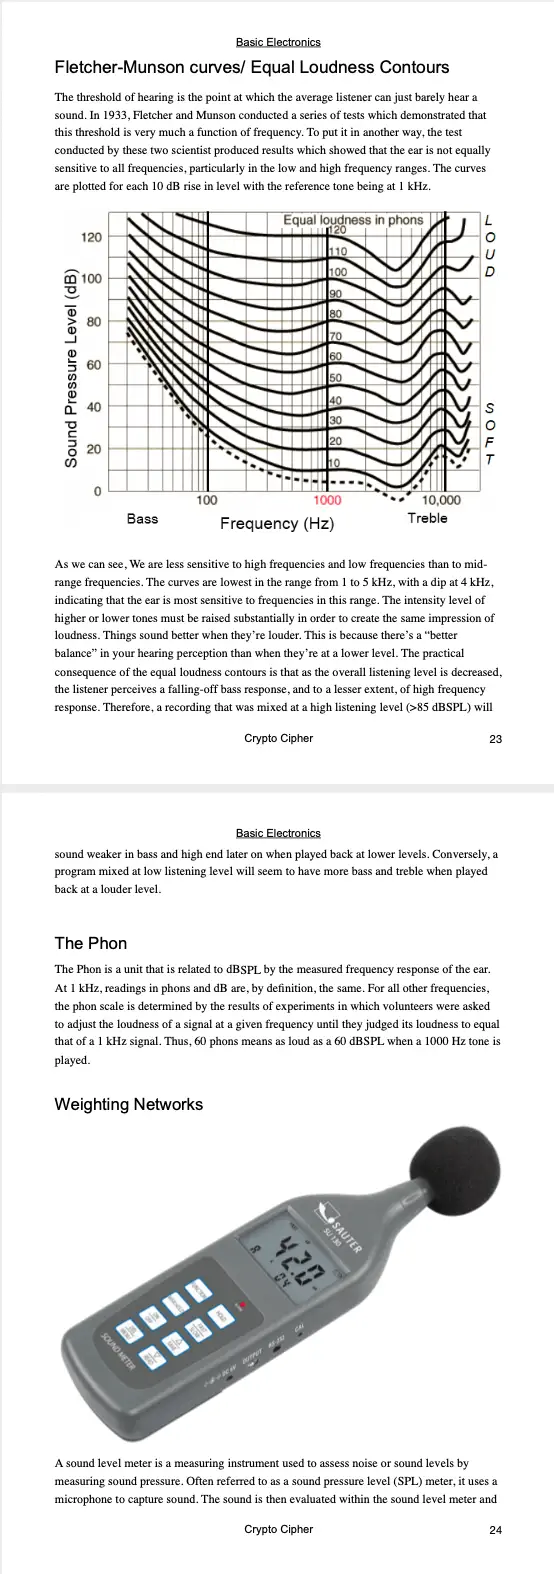 Basic Electronics
Fletcher-Munson curves/ Equal Loudness Contours
The threshold of hearing is the point at which the average listener can just barely hear a
sound. In 1933, Fletcher and Munson conducted a series of tests which demonstrated that
this threshold is very much a function of frequency. To put it in another way, the test
conducted by these two scientist produced results which showed that the ear is not equally
sensitive to all frequencies, particularly in the low and high frequency ranges. The curves
are plotted for each 10 dB rise in level with the reference tone being at 1 kHz.
Equal loudness in phons
120
110
100
90
80
70
60
50
40
30
20
10
LOUD
SOFT
Sound Pressure Level (dB)
120
100
80
60
40
20
0
100 1000 10,000
Bass Frequency (Hz) Treble
As we can see, We are less sensitive to high frequencies and low frequencies than to mid-
range frequencies. The curves are lowest in the range from 1 to 5 kHz, with a dip at 4 kHz,
indicating that the ear is most sensitive to frequencies in this range. The intensity level of
higher or lower tones must be raised substantially in order to create the same impression of
loudness. Things sound better when they're louder. This is because there's a “better
balance” in your hearing perception than when they're at a lower level. The practical
consequence of the equal loudness contours is that as the overall listening level is decreased,
the listener perceives a falling-off bass response, and to a lesser extent, of high frequency
response. Therefore, a recording that was mixed at a high listening level (>85 dBSPL) will
Crypto Cipher 23
Basic Electronics
sound weaker in bass and high end later on when played back at lower levels. Conversely, a
program mixed at low listening level will seem to have more bass and treble when played
back at a louder level.
The Phon
The Phon is a unit that is related to dBSPL by the measured frequency response of the ear.
At 1 kHz, readings in phons and dB are, by definition, the same. For all other frequencies,
the phon scale is determined by the results of experiments in which volunteers were asked
to adjust the loudness of a signal at a given frequency until they judged its loudness to equal
that of a 1 kHz signal. Thus, 60 phons means as loud as a 60 dBSPL when a 1000 Hz tone is
played.
Weighting Networks
SAUTER
SU 130
42.0
SOUND METER
HOLD
OUTPUT
RS-232
CAL
A sound level meter is a measuring instrument used to assess noise or sound levels by
measuring sound pressure. Often referred to as a sound pressure level (SPL) meter, it uses a
microphone to capture sound. The sound is then evaluated within the sound level meter and
Crypto Cipher 24